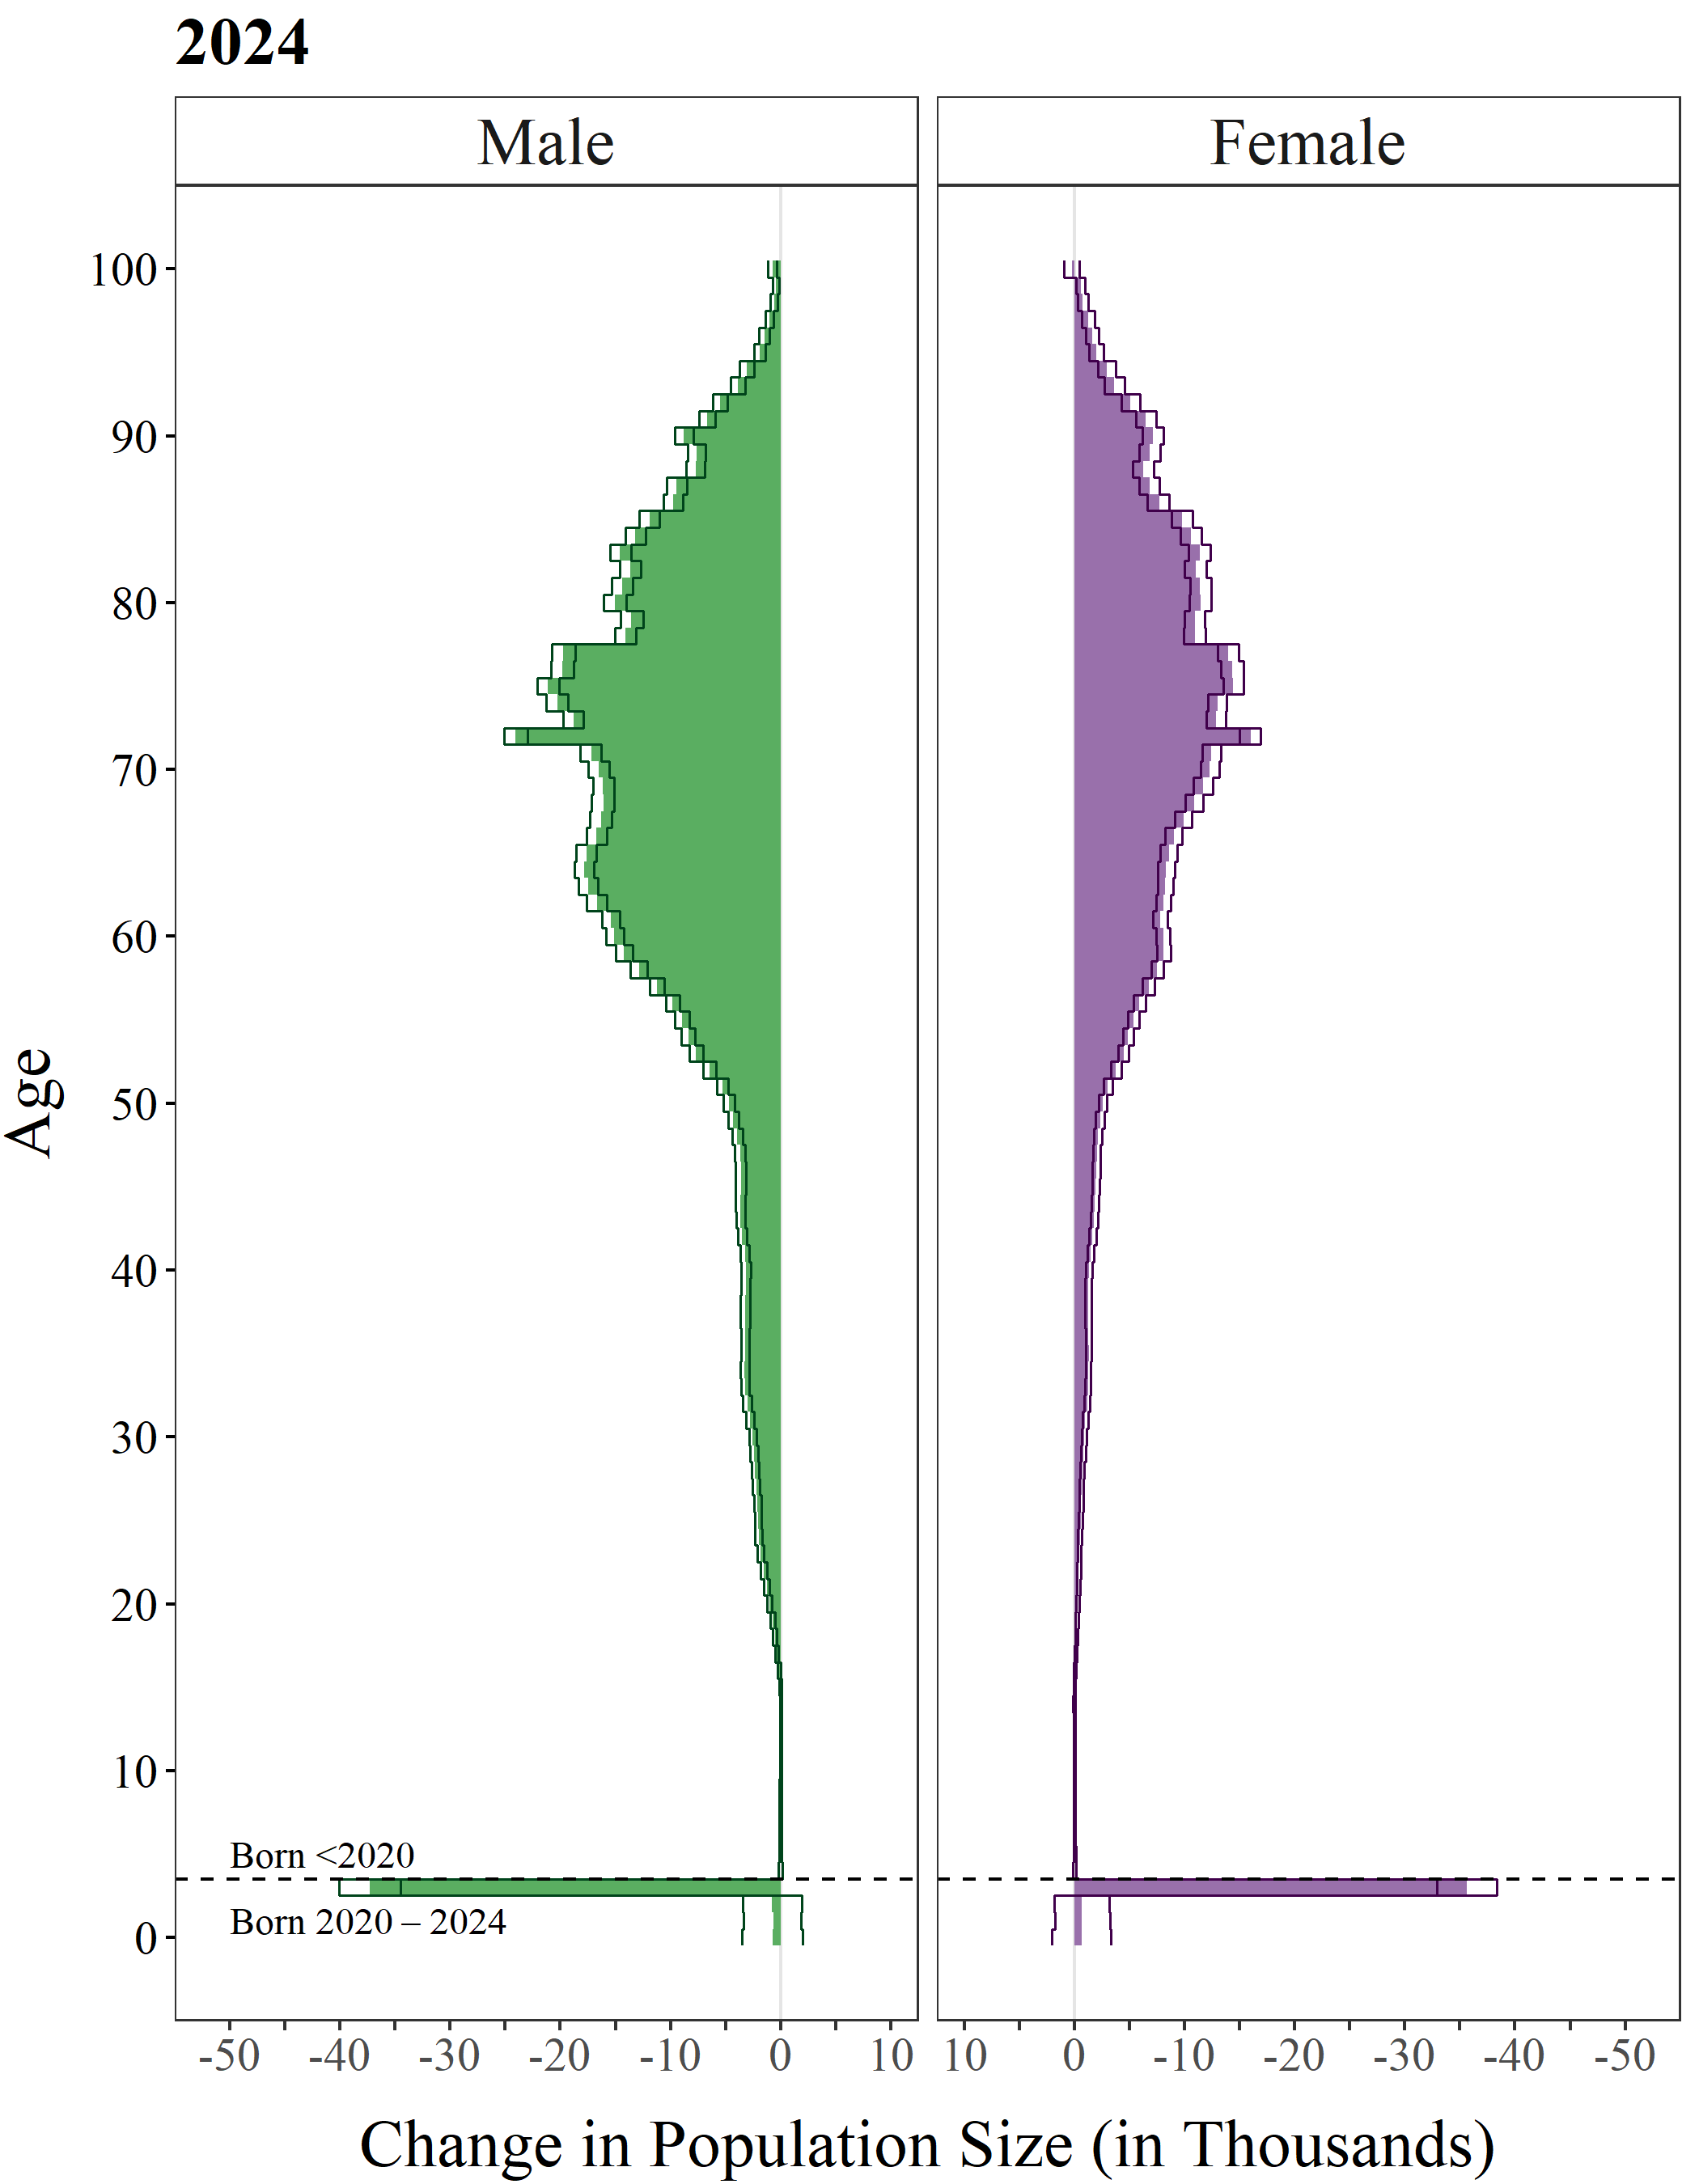 2024
Male Female
100
90
80
70
60
50
40
30
20
10
0
Age
Born <2020
Born 2020 – 2024
-50 -40 -30 -20 -10 0 10 10 0 -10 -20 -30 -40 -50
Change in Population Size (in Thousands)